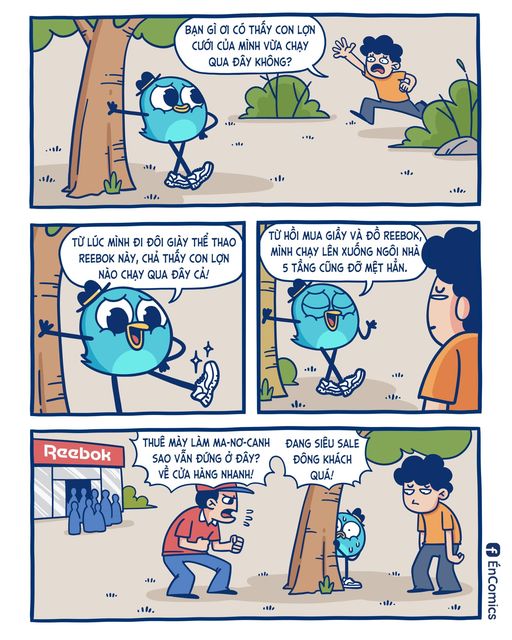 BẠN GÌ ƠI CÓ THẤY CON LỢN
CƯỚI CỦA MÌNH VỪA CHẠY
QUA ĐÂY KHÔNG?
TỪ LÚC MÌNH ĐI ĐÔI GIÀY THỂ THAO
REEBOK NÀY, CHẢ THẤY CON LỢN
NÀO CHẠY QUA ĐÂY CẢ!
TỪ HỒI MUA GIẦY VÀ ĐỒ REEBOK,
MÌNH CHẠY LÊN XUỐNG NGÔI NHÀ
5 TẦNG CŨNG ĐỠ MỆT HẲN.
Reebok
THUÊ MÀY LÀM MA-NƠ-CANH
SAO VẪN ĐỨNG Ở ĐÂY?
VỀ CỬA HÀNG NHANH!
ĐANG SIÊU SALE
ĐÔNG KHÁCH
QUÁ!
ÉnComics